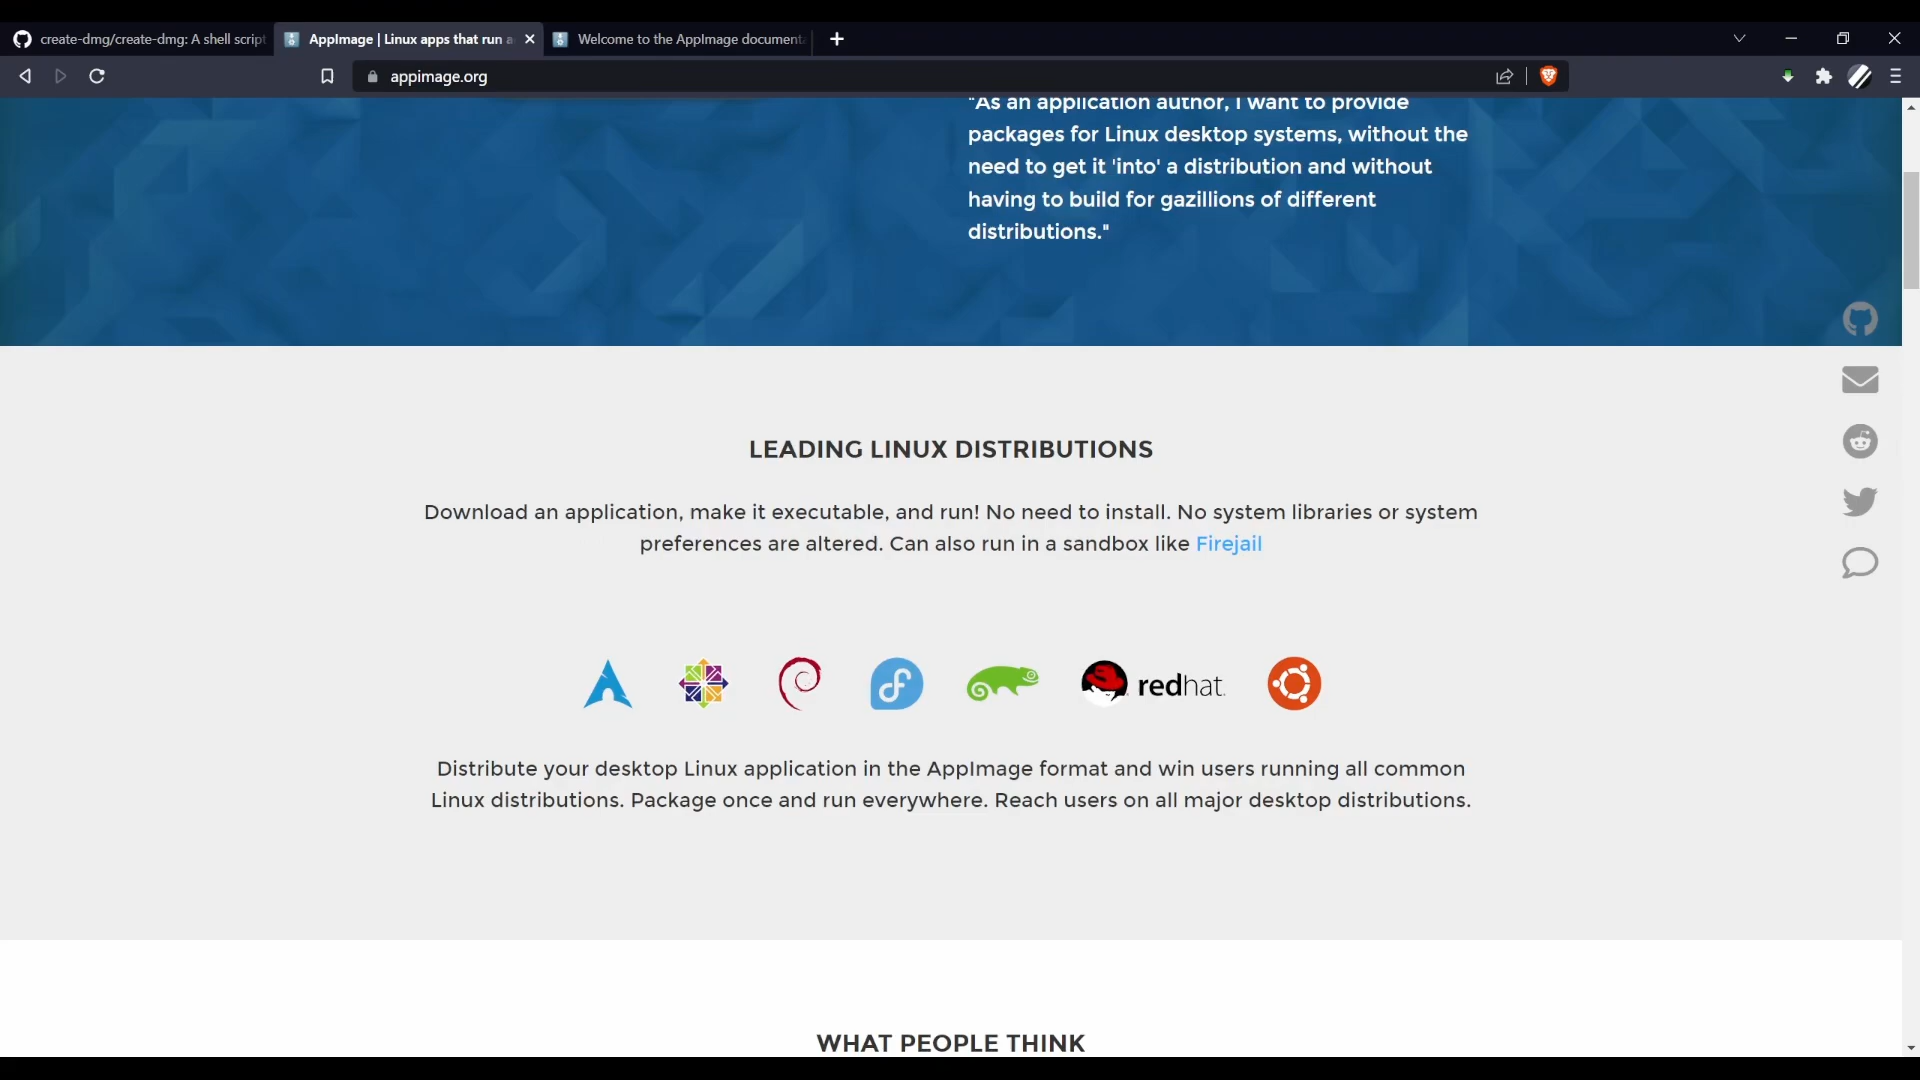 create-dmg/create-dmg: A shell script
AppImage | Linux apps that run a
Welcome to the AppImage documenta
appimage.org
"As an application author, I want to provide
packages for Linux desktop systems, without the
need to get it 'into' a distribution and without
having to build for gazillions of different
distributions."
LEADING LINUX DISTRIBUTIONS
Download an application, make it executable, and run! No need to install. No system libraries or system
preferences are altered. Can also run in a sandbox like Firejail
redhat.
Distribute your desktop Linux application in the AppImage format and win users running all common
Linux distributions. Package once and run everywhere. Reach users on all major desktop distributions.
WHAT PEOPLE THINK